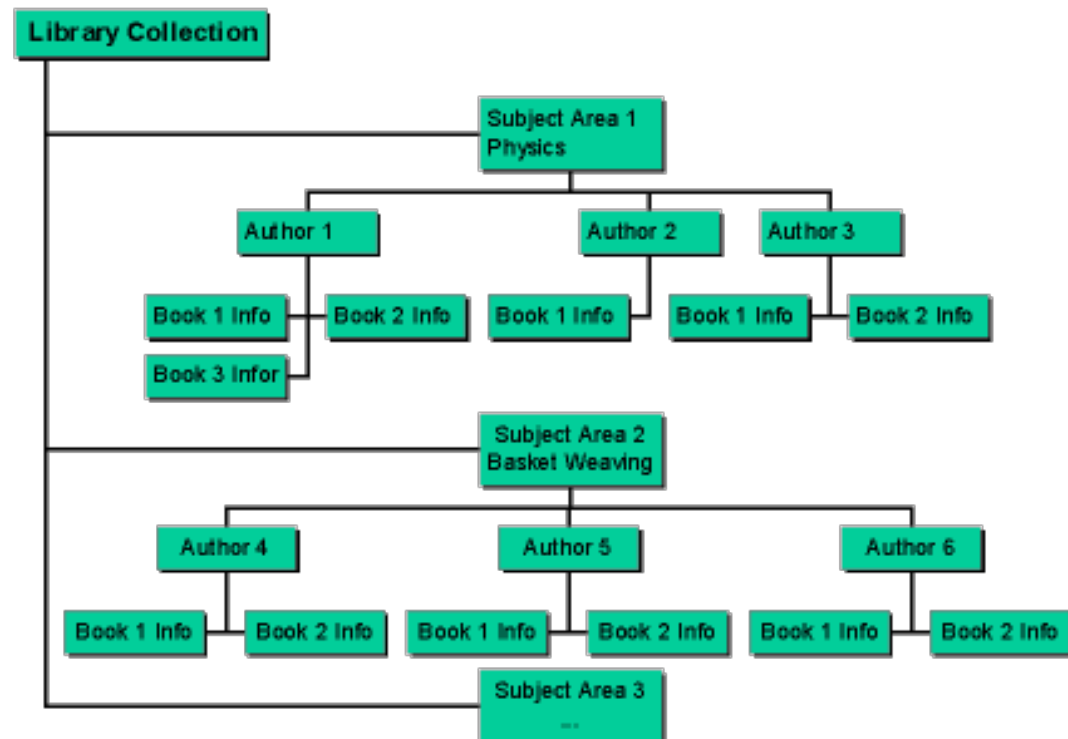 Library Collection
Subject Area 1
Physics
Author 1
Author 2
Author 3
Book 1 Info
Book 2 Info
Book 1 Info
Book 1 Info
Book 2 Info
Book 3 Infor
Subject Area 2
Basket Weaving
Author 4
Author 5
Author 6
Book 1 Info
Book 2 Info
Book 1 Info
Book 2 Info
Book 1 Info
Book 2 Info
Subject Area 3
...